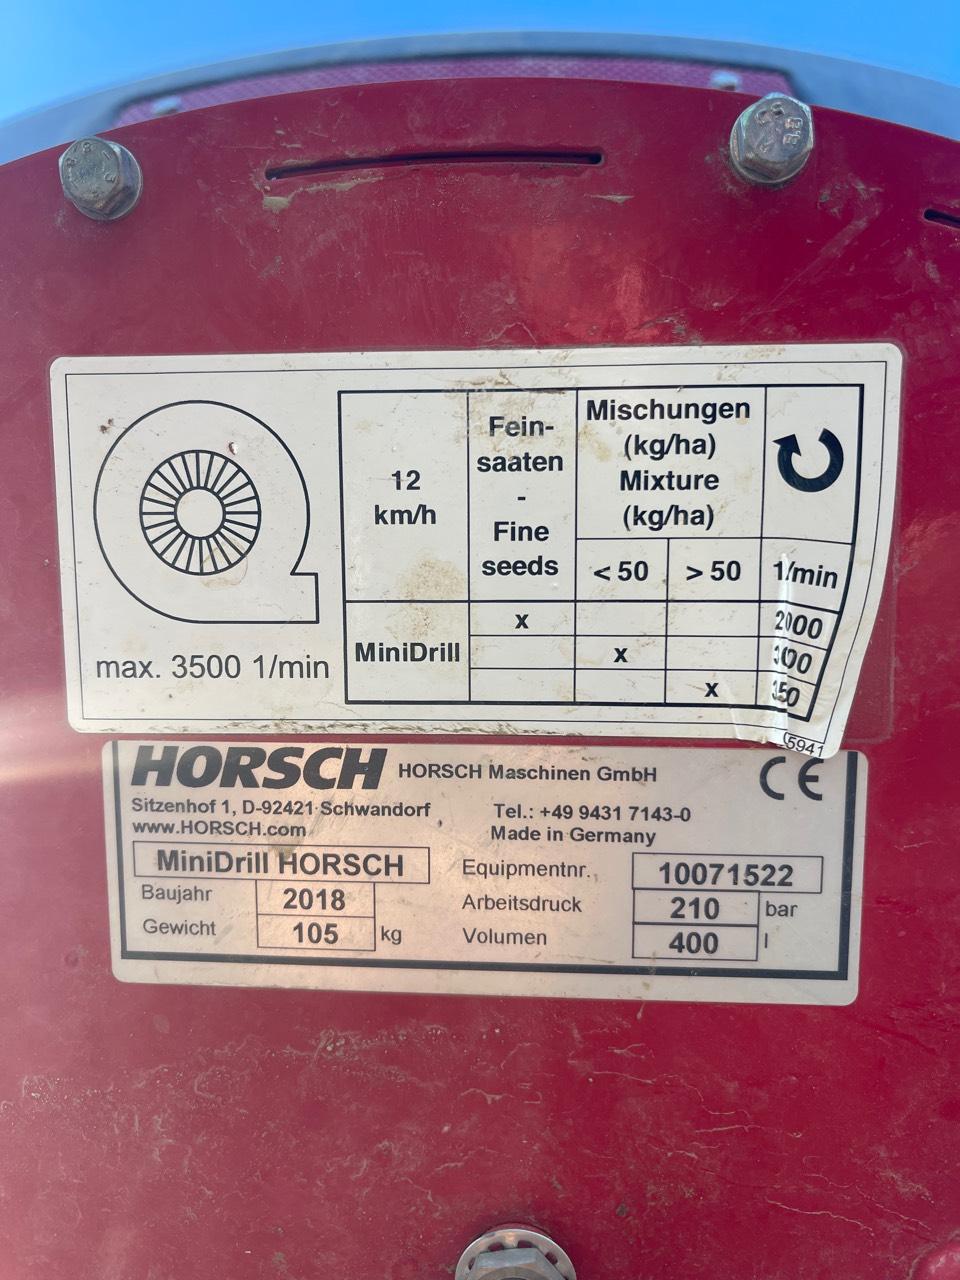 12
km/h
Fein-
saaten
-
Fine
seeds
Mischungen
(kg/ha)
Mixture
(kg/ha)
< 50
> 50
1/min
MiniDrill
x
2000
x
x
max. 3500 1/min
5941
HORSCH
HORSCH Maschinen GmbH
CE
Sitzenhof 1, D-92421 Schwandorf
Tel.: +49 9431 7143-0
www.HORSCH.com
Made in Germany
MiniDrill HORSCH
Equipmentnr.
10071522
Baujahr
2018
Arbeitsdruck
210 bar
Gewicht
105 kg
Volumen
400 l